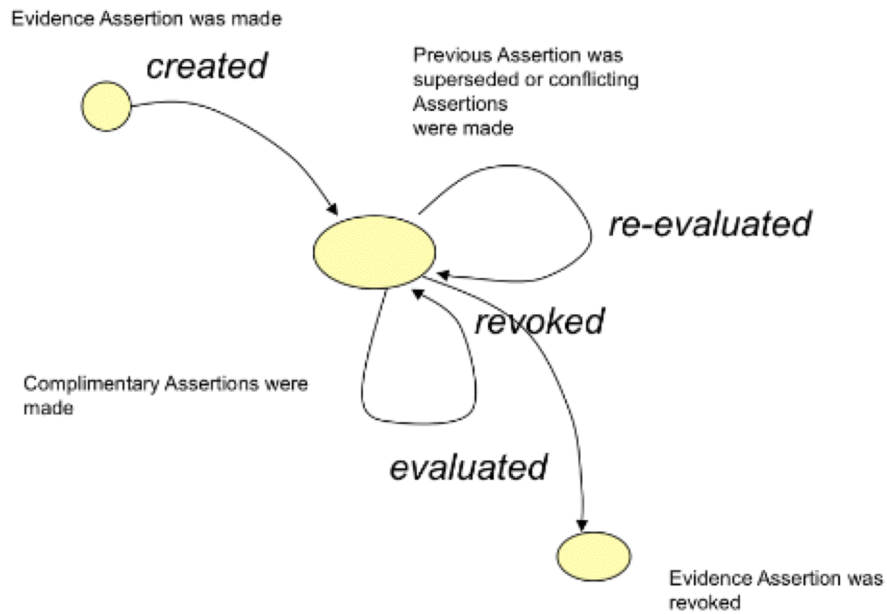 Evidence Assertion was made
created
Previous Assertion was
superseded or conflicting
Assertions
were made
re-evaluated
revoked
Complimentary Assertions were
made
evaluated
Evidence Assertion was
revoked